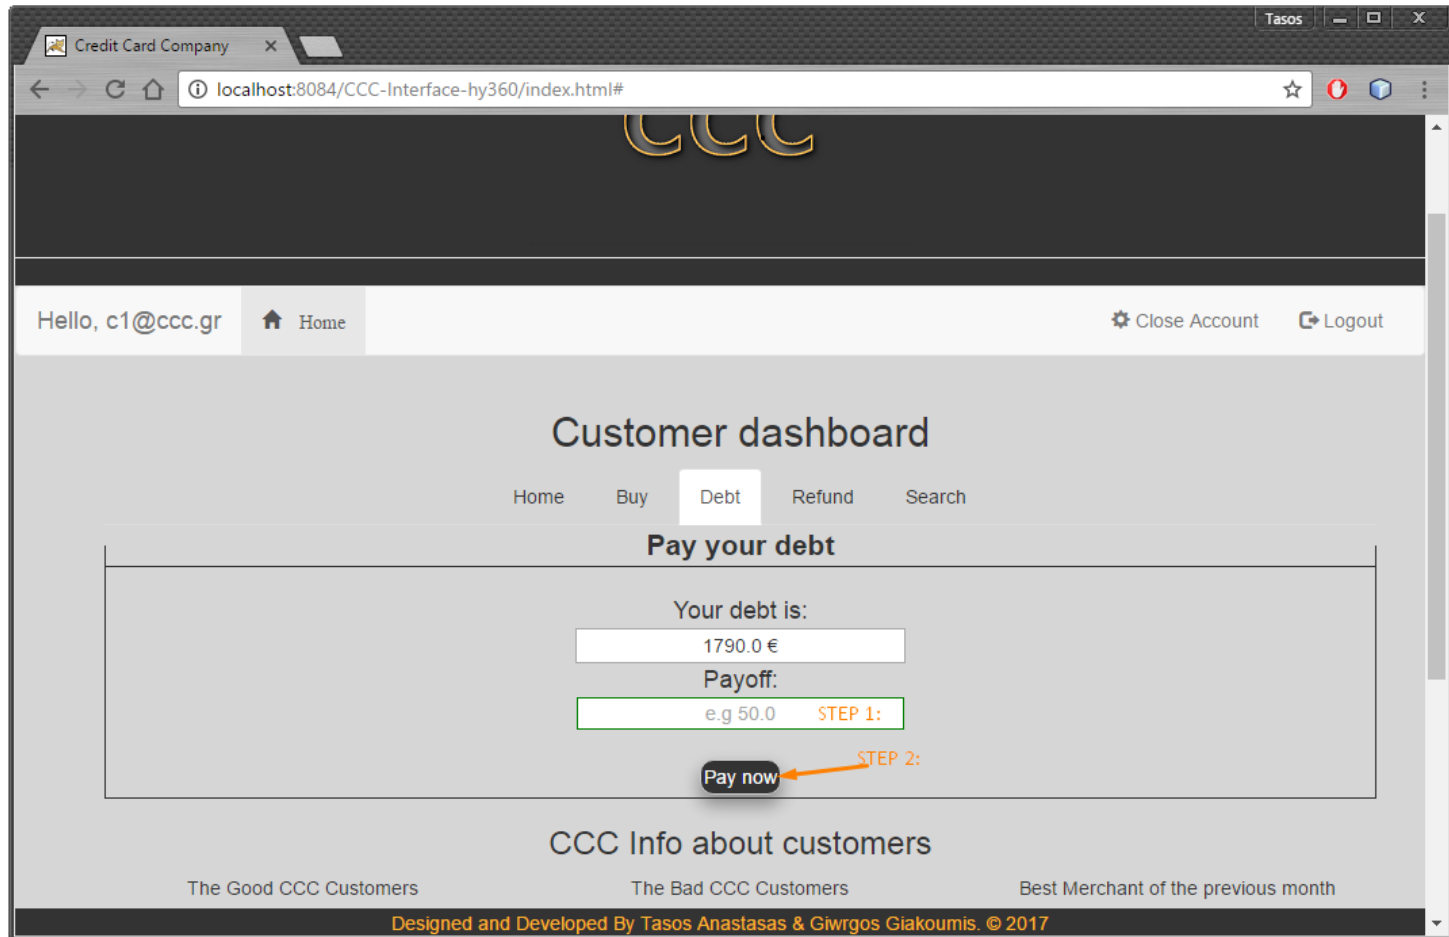 Tasos
Credit Card Company
localhost:8084/CCC-Interface-hy360/index.html#
CCC
Hello, c1@ccc.gr Home Close Account Logout
Customer dashboard
Home Buy Debt Refund Search
Pay your debt
Your debt is:
1790.0 €
Payoff:
e.g 50.0 STEP 1:
STEP 2:
Pay now
CCC Info about customers
The Good CCC Customers The Bad CCC Customers Best Merchant of the previous month
Designed and Developed By Tasos Anastasas & Giwrgos Giakoumis. © 2017